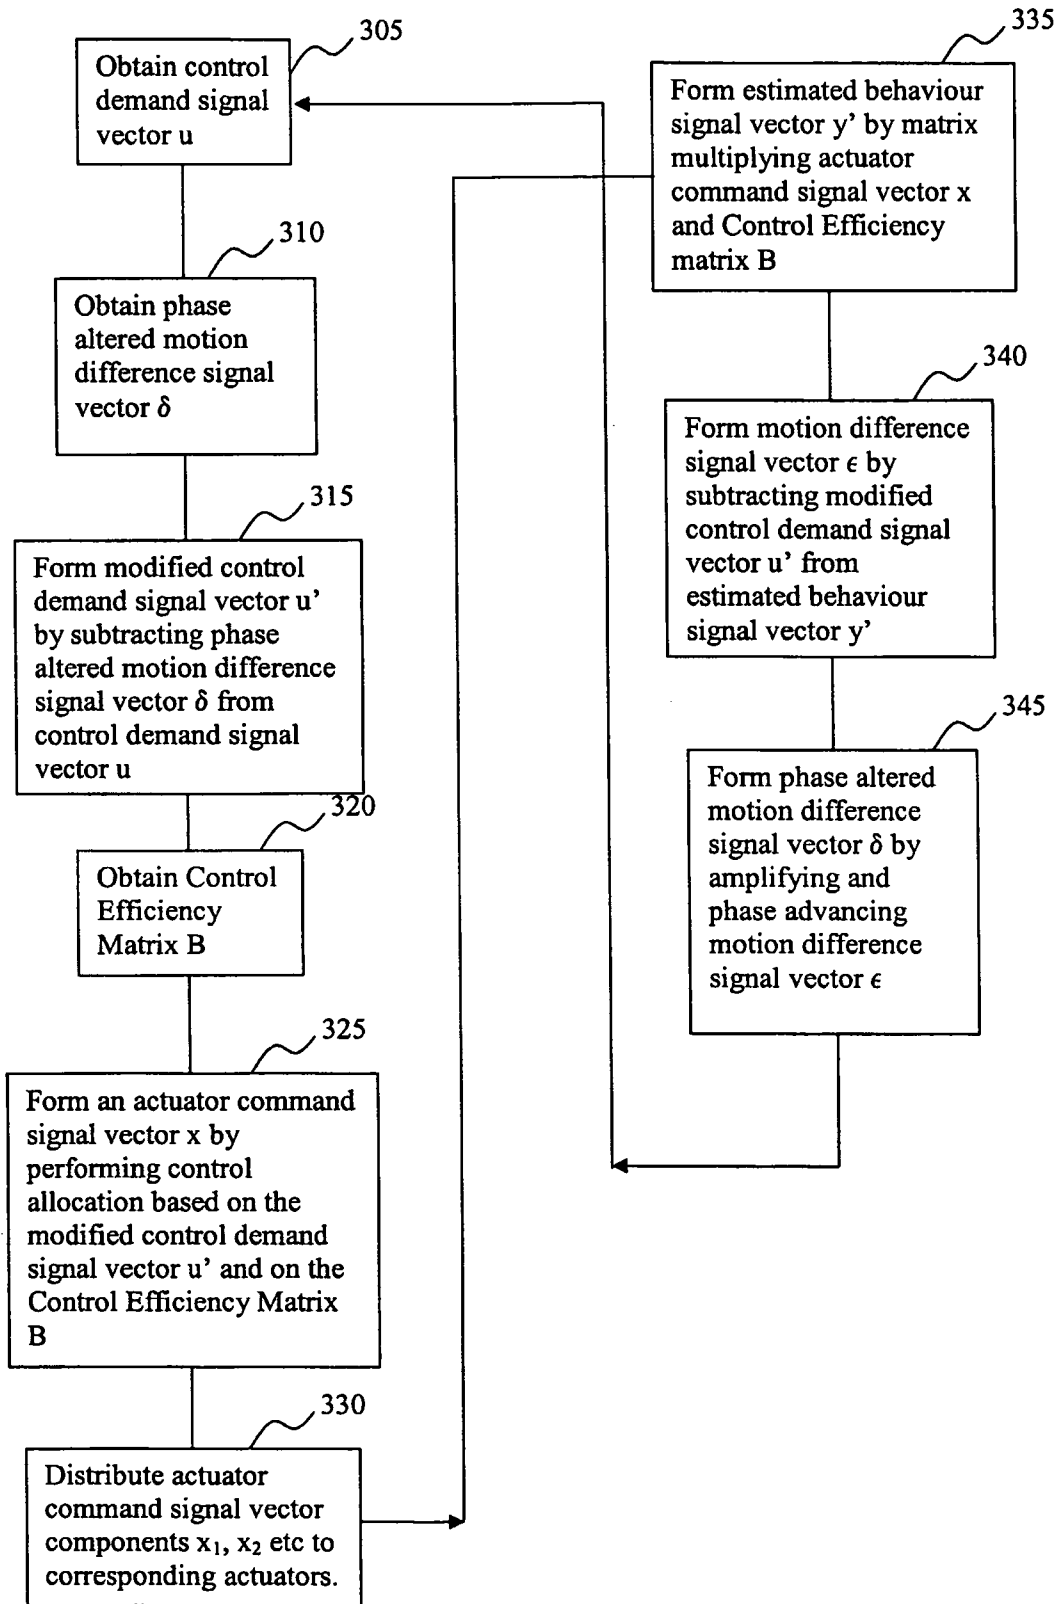 305
Obtain control
demand signal
vector u
310
Obtain phase
altered motion
difference signal
vector δ
315
Form modified control
demand signal vector u’
by subtracting phase
altered motion difference
signal vector δ from
control demand signal
vector u
320
Obtain Control
Efficiency
Matrix B
325
Form an actuator command
signal vector x by
performing control
allocation based on the
modified control demand
signal vector u’ and on the
Control Efficiency Matrix
B
330
Distribute actuator
command signal vector
components x₁, x₂ etc to
corresponding actuators.
335
Form estimated behaviour
signal vector y’ by matrix
multiplying actuator
command signal vector x
and Control Efficiency
matrix B
340
Form motion difference
signal vector ϵ by
subtracting modified
control demand signal
vector u’ from
estimated behaviour
signal vector y’
345
Form phase altered
motion difference
signal vector δ by
amplifying and
phase advancing
motion difference
signal vector ϵ